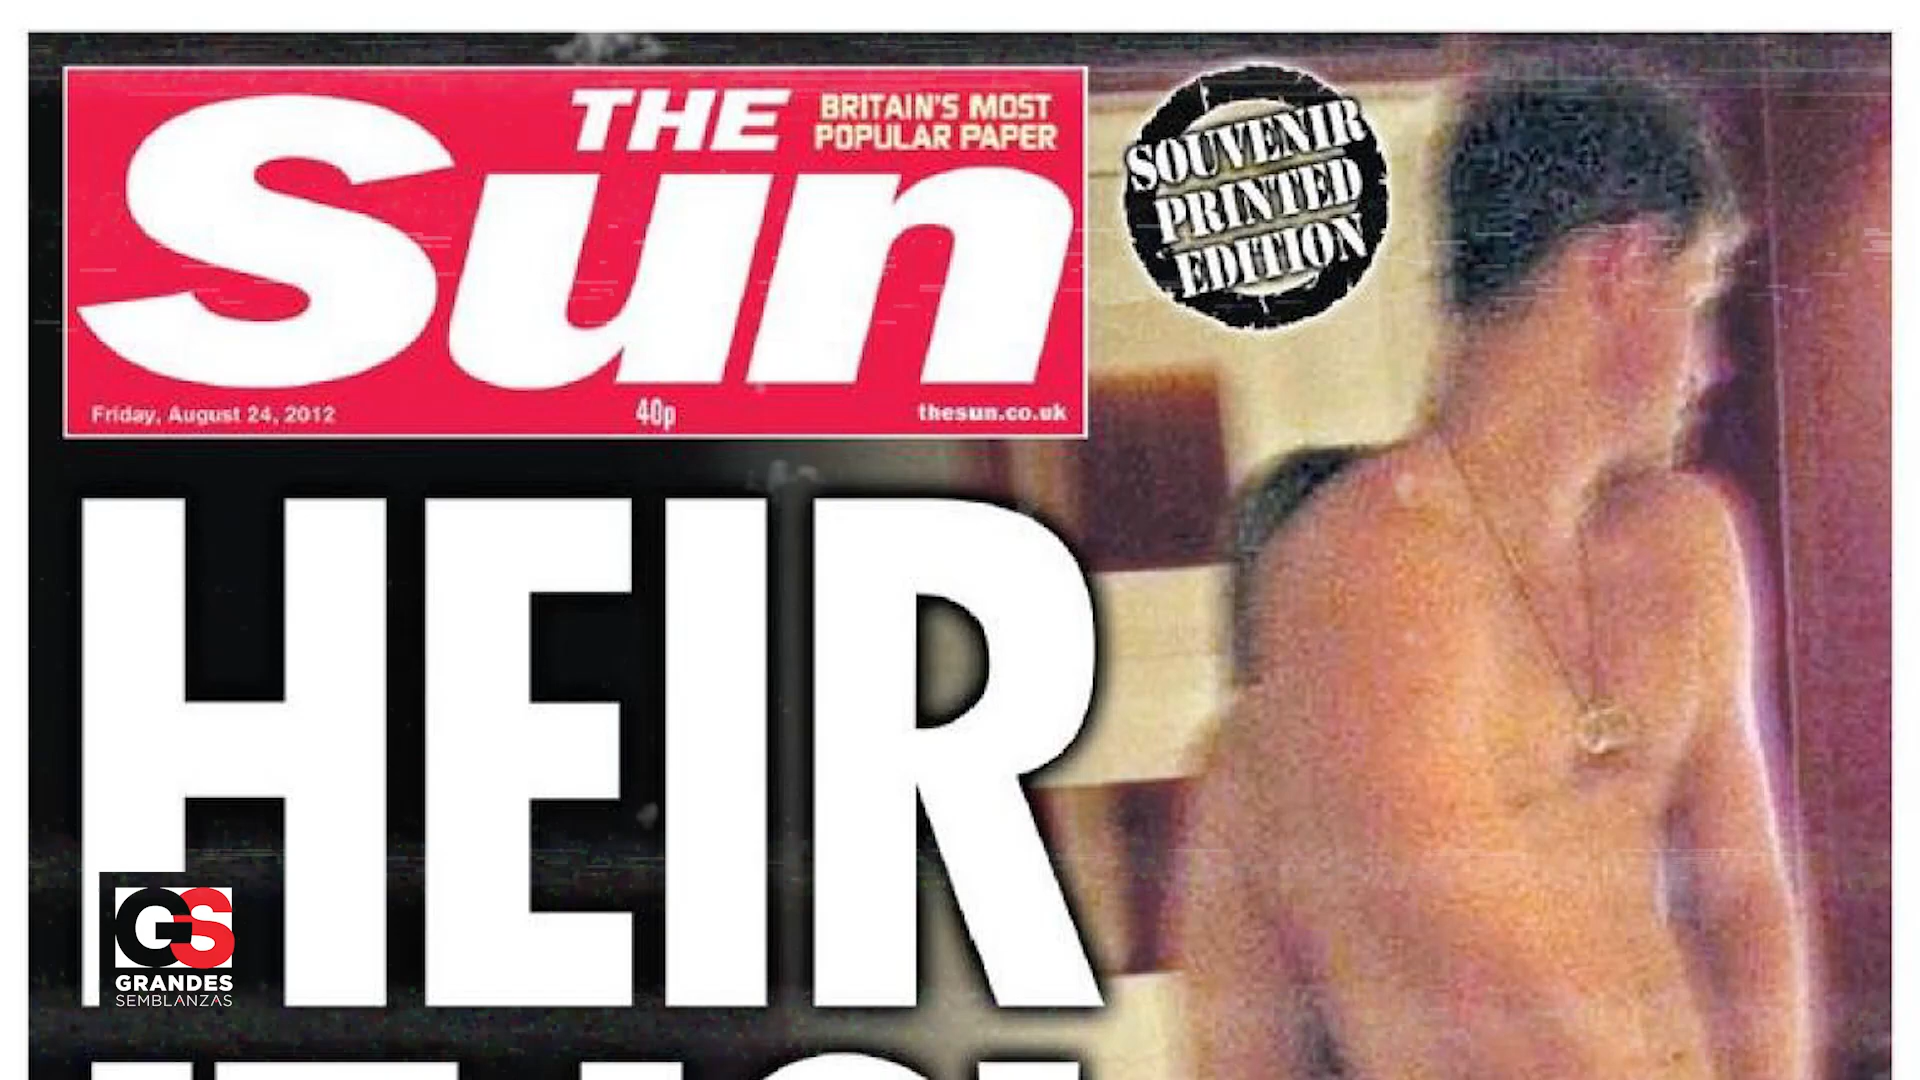 THE
BRITAIN'S MOST
POPULAR PAPER
Sun
Friday, August 24, 2012
40p
thesun.co.uk
SOUVENIR
PRINTED
EDITION
HEIR
GS
GRANDES
SEMBLANZAS